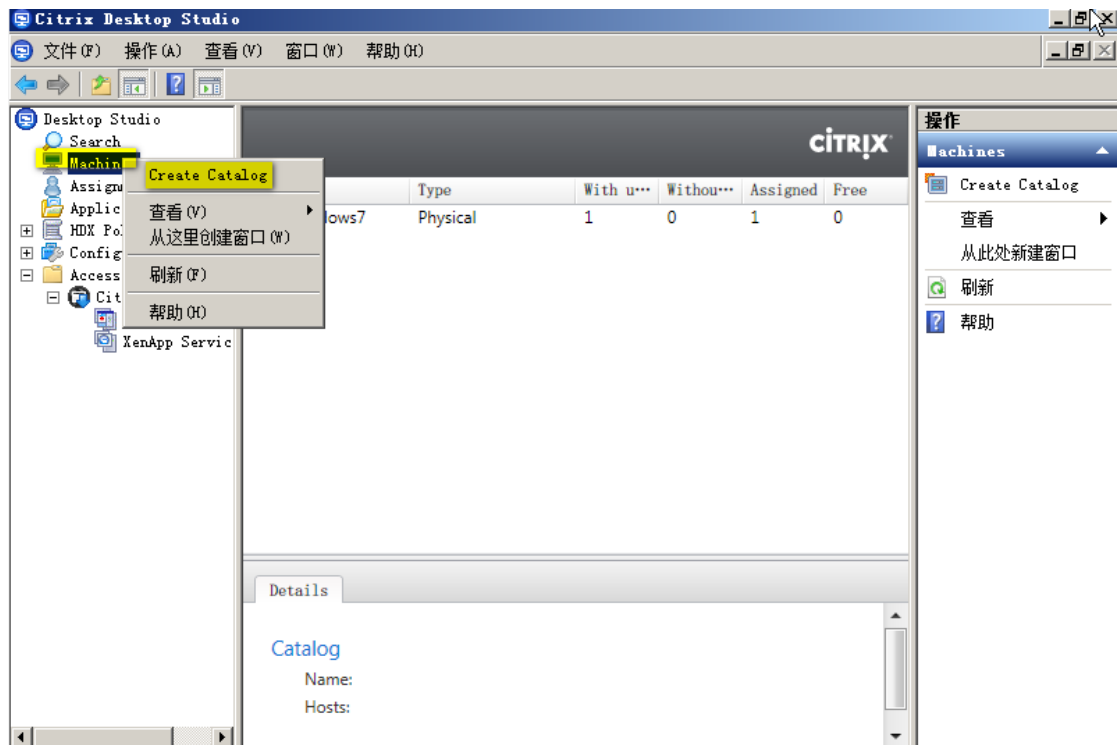 Citrix Desktop Studio
文件(F) 操作(A) 查看(V) 窗口(W) 帮助(H)
Desktop Studio
Search
Machin
Assign
Applic
HDX Po
Config
Access
Cit
XenApp Servic
Create Catalog
查看(V)
从这里创建窗口(W)
刷新(F)
帮助(H)
CİTRIX
Type With u… Withou… Assigned Free
lows7 Physical 1 0 1 0
Details
Catalog
Name:
Hosts:
操作
Machines
Create Catalog
查看
从此处新建窗口
刷新
帮助